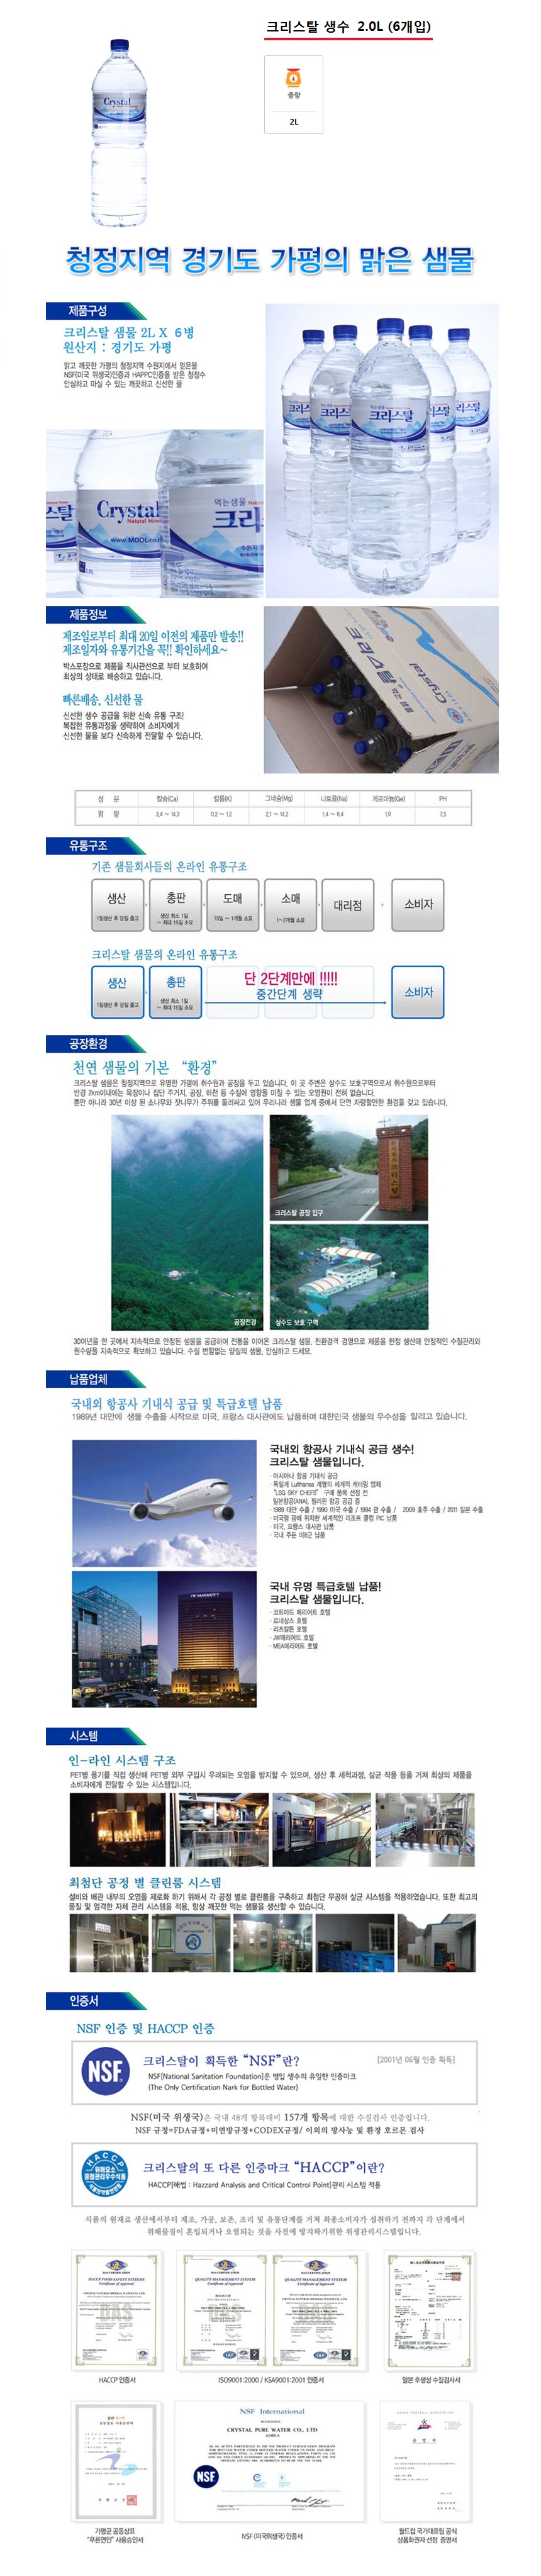 크리스탈 생수 2.0L (6개입)
중량
2L
Crystal
청정지역 경기도 가평의 맑은 샘물
제품구성
크리스탈 샘물 2L X 6병
원산지 : 경기도 가평
맑고 깨끗한 가평의 청정지역 수원지에서 얻은물
NSF(미국 위생국)인증과 HAPPC인증을 받은 청정수
안심하고 마실 수 있는 깨끗하고 신선한 물
크리스탈
Crystal
www.MOOL.co.kr
먹는샘물
제품정보
제조일로부터 최대 20일 이전의 제품만 발송!!
제조일자와 유통기간을 꼭!! 확인하세요~
박스포장으로 제품을 직사관선으로 부터 보호하여
최상의 상태로 배송하고 있습니다.
빠른배송, 신선한 물
신선한 생수 공급을 위한 신속 유통 구조!
복잡한 유통과정을 생략하여 소비자에게
신선한 물을 보다 신속하게 전달할 수 있습니다.
크리스탈
먹는 샘물
Crystal
성 분 칼슘(Ca) 칼륨(K) 그네슘(Mg) 나트륨(Na) 게르마늄(Ge) PH
함 량 3.4 ~ 14.3 0.2 ~ 1.2 2.1 ~ 14.2 1.4 ~ 6.4 1.0 7.5
유통구조
기존 샘물회사들의 온라인 유통구조
생산 총판 도매 소매 대리점 소비자
1일생산 후 당일 출고 생산 최소 1일 ~ 최대 15일 소요 15일 ~ 1개월 소요 1~2개월 소요
크리스탈 샘물의 온라인 유통구조
생산 총판 단 2단계만에 !!!!! 소비자
중간단계 생략
1일생산 후 당일 출고 생산 최소 1일 ~ 최대 15일 소요
공장환경
천연 샘물의 기본 “환경”
크리스탈 샘물은 청정지역으로 유명한 가평에 취수원과 공장을 두고 있습니다. 이 곳 주변은 상수도 보호구역으로서 취수원으로부터
반경 2km이내에는 목장이나 집단 주거지, 공장, 하천 등 수질에 영향을 미칠 수 있는 오염원이 전혀 없습니다.
뿐만 아니라 30년 이상 된 소나무와 잣나무가 주위를 둘러싸고 있어 우리나라 샘물 업계 중에서 단연 자랑할만한 환경을 갖고 있습니다.
크리스탈 공장 입구
공장전경
상수도 보호 구역
30여년을 한 곳에서 지속적으로 안정된 샘물을 공급하여 전통을 이어온 크리스탈 샘물, 친환경적 경영으로 제품을 한정 생산해 안정적인 수질관리와
원수량을 지속적으로 확보하고 있습니다. 수질 변함없는 양질의 샘물, 안심하고 드세요.
납품업체
국내외 항공사 기내식 공급 및 특급호텔 납품
1989년 대만에 샘물 수출을 시작으로 미국, 프랑스 대사관에도 납품하며 대한민국 샘물의 우수성을 알리고 있습니다.
국내외 항공사 기내식 공급 생수!
크리스탈 샘물입니다.
· 아시아나 항공 기내식 공급
· 독일계 Lufthansa 계열의 세계적 캐터링 업체
"LSG SKY CHEFS" 구매 품목 선정 전
일본항공(ANA), 필리핀 항공 공급 중
· 1989 대만 수출 / 1990 미국 수출 / 1994 괌 수출 / 2009 호주 수출 / 2011 일본 수출
· 미국령 괌에 위치한 세계적인 리조트 클럽 PIC 납품
· 미국, 프랑스 대사관 납품
· 국내 주둔 미8군 납품
JW MARRIOTT
국내 유명 특급호텔 납품!
크리스탈 샘물입니다.
· 코트야드 메리어트 호텔
· 르네상스 호텔
· 리츠칼튼 호텔
· JW메리어트 호텔
· MEA메리어트 호텔
시스템
인-라인 시스템 구조
PET병 용기를 직접 생산해 PET병 외부 구입시 우려되는 오염을 방지할 수 있으며, 생산 후 세척과정, 살균 작용 등을 거쳐 최상의 제품을
소비자에게 전달할 수 있는 시스템입니다.
최첨단 공정 별 클린룸 시스템
설비와 배관 내부의 오염을 제로화 하기 위해서 각 공정 별로 클린룸을 구축하고 최첨단 무공해 살균 시스템을 적용하였습니다. 또한 최고의
품질 및 엄격한 자체 관리 시스템을 적용, 항상 깨끗한 먹는 샘물을 생산할 수 있습니다.
인증서
NSF 인증 및 HACCP 인증
NSF
크리스탈이 획득한 “NSF”란? [2001년 06월 인증 획득]
NSF[National Sanitation Foundation]은 병입 생수의 유일한 인증마크
(The Only Certification Nark for Bottled Water)
NSF(미국 위생국)은 국내 48개 항목대비 157개 항목에 대한 수질검사 인증입니다.
NSF 규정=FDA규정+미연방규정+CODEX규정/ 이외의 방사능 및 환경 호르몬 검사
HACCP
위해요소
중점관리우수식품
크리스탈의 또 다른 인증마크 “HACCP”이란?
HACCP[해썹 : Hazzard Analysis and Critical Control Point]관리 시스템 적용
식품의 원재료 생산에서부터 제조, 가공, 보존, 조리 및 유통단계를 거쳐 최종소비자가 섭취하기 전까지 각 단계에서
위해물질이 혼입되거나 오염되는 것을 사전에 방지하기위한 위생관리시스템입니다.
HACCP 인증서
ISO9001:2000 / KSA9001:2001 인증서
일본 후생성 수질검사서
NSF International
CRYSTAL PURE WATER CO., LTD
KOREA
NSF
가평군 공동상표
"푸른연인" 사용승인서
NSF (미국위생국) 인증서
월드컵 국가대표팀 공식
상품화권자 선정 증명서